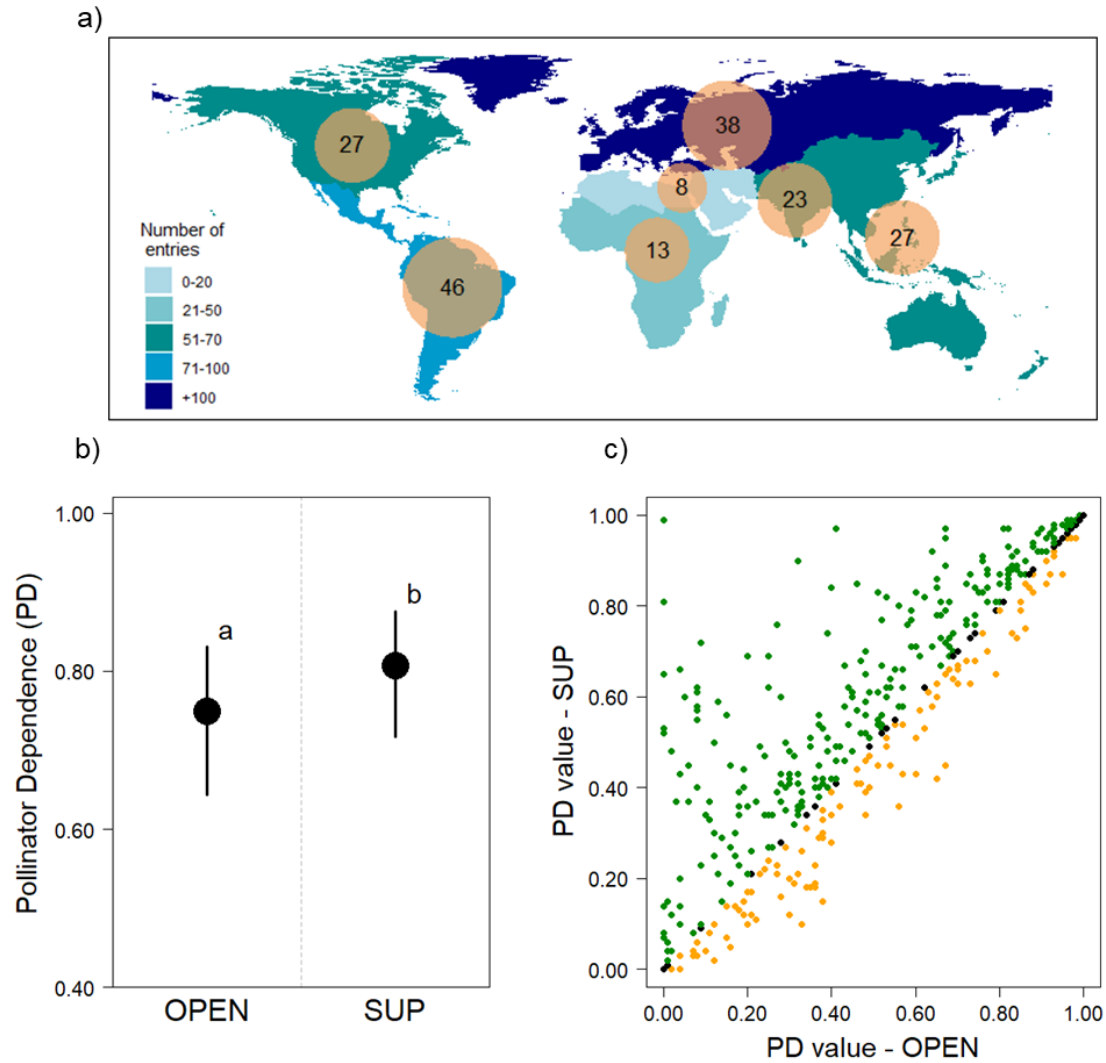 a)
27
38
8
23
13
27
46
Number of
entries
0-20
21-50
51-70
71-100
+100
b)
Pollinator Dependence (PD)
1.00
0.80
0.60
0.40
a
b
OPEN
SUP
c)
PD value - SUP
1.00
0.80
0.60
0.40
0.20
0.00
0.00
0.20
0.40
0.60
0.80
1.00
PD value - OPEN